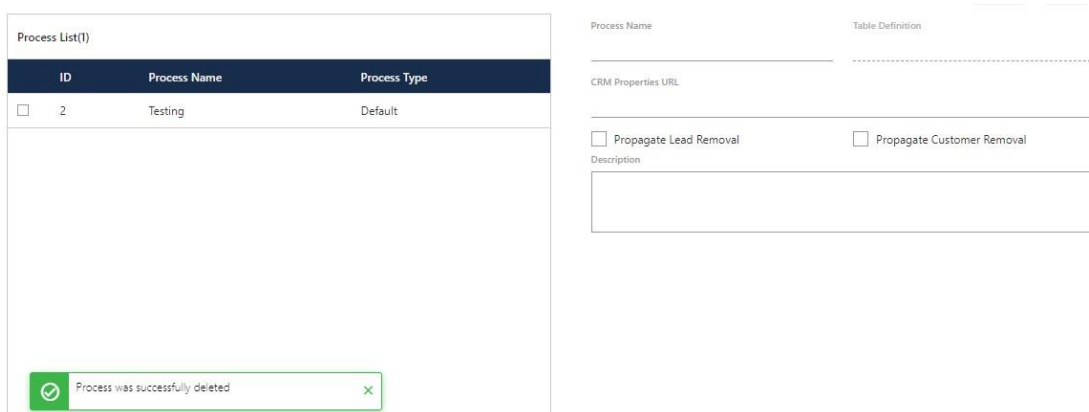 Process List(1)
ID Process Name Process Type
2 Testing Default
Process was successfully deleted
Process Name Table Definition
CRM Properties URL
Propagate Lead Removal Propagate Customer Removal
Description